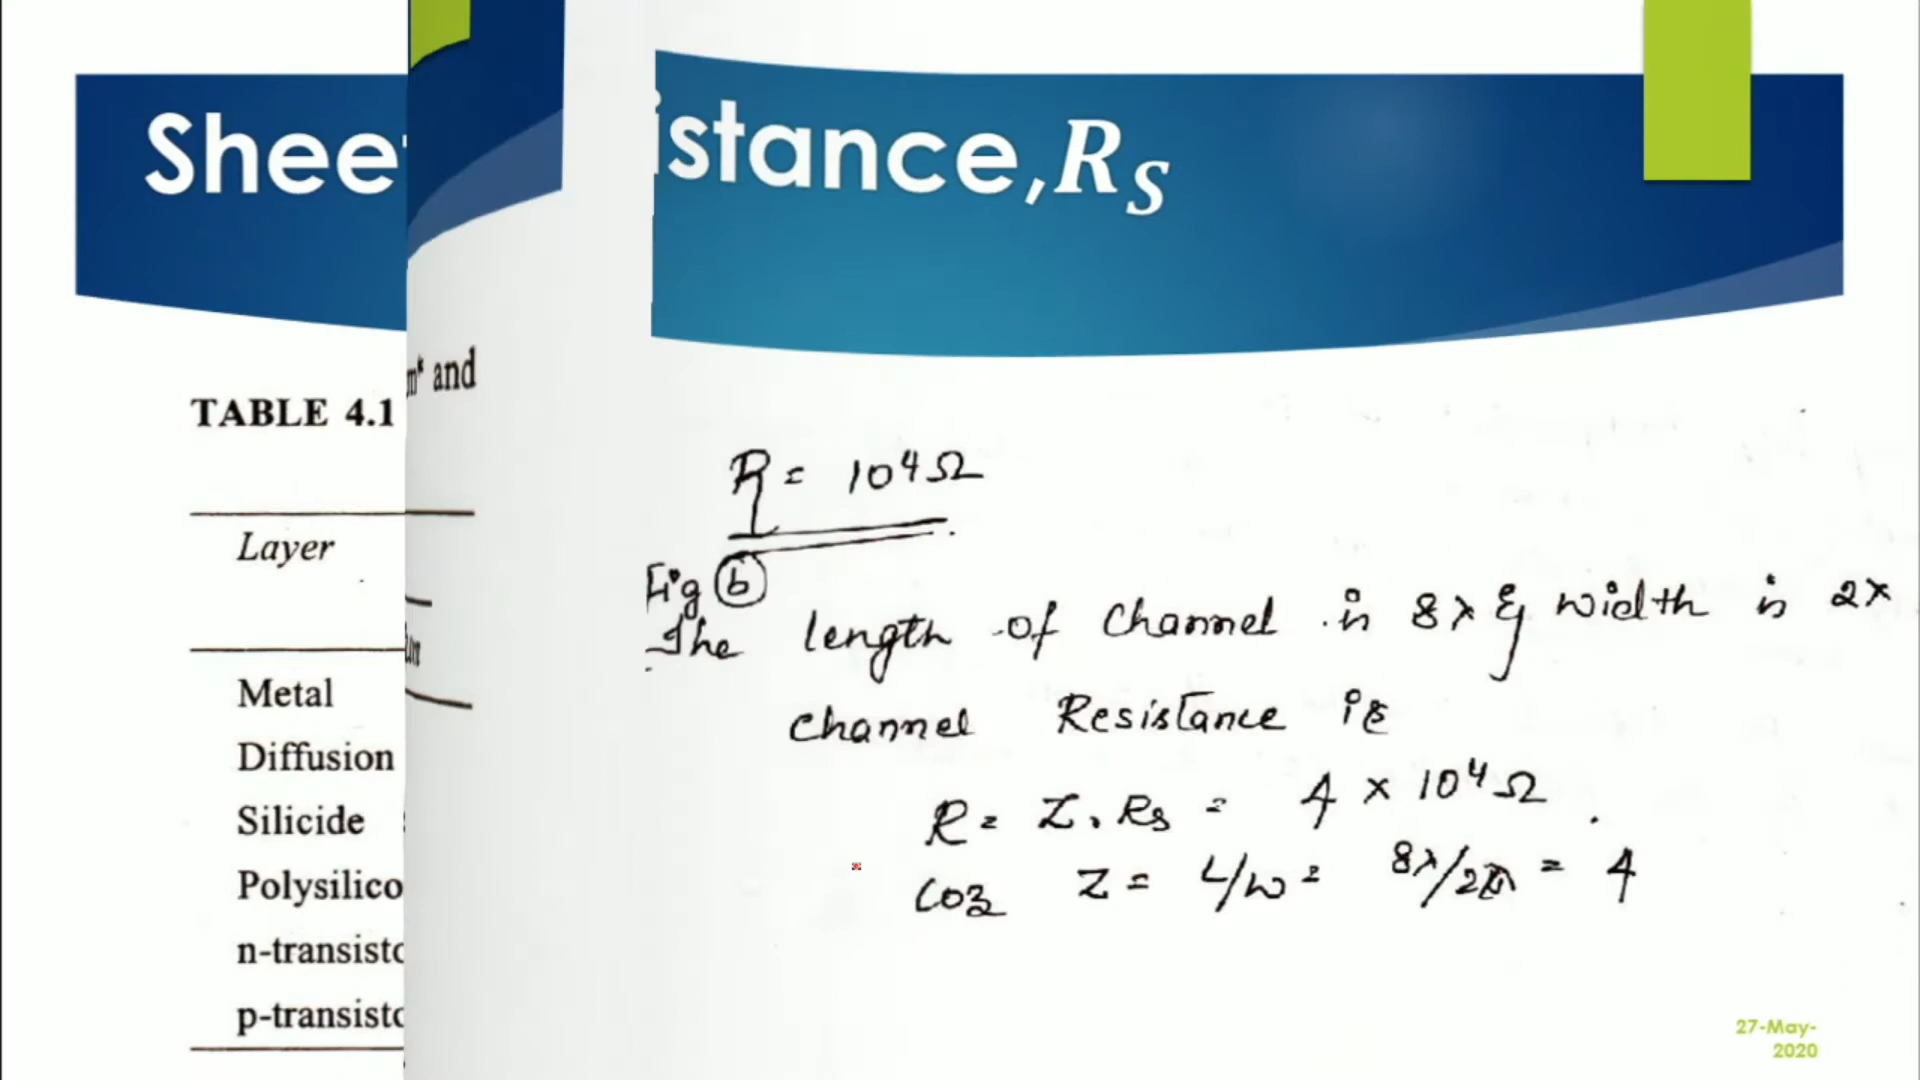 Shee istance, R_S
TABLE 4.1
m* and
Layer
Metal
Diffusion
Silicide
Polysilico
n-transisto
p-transisto
R = 10⁴Ω
Fig ⓑ
The length of Channel is 8λ & width is 2λ
Channel Resistance is
R = Z. Rs = 4 × 10⁴Ω.
Coz Z = L/W = 8λ/2λ = 4
27-May-
2020